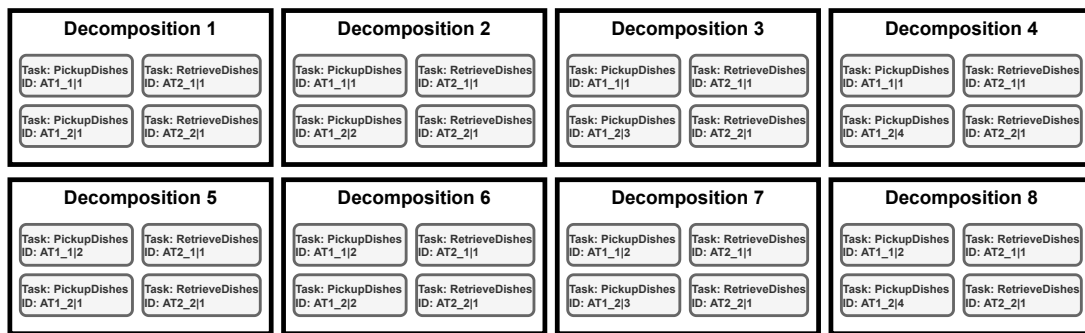 Decomposition 1
Task: PickupDishes
ID: AT1_1|1
Task: RetrieveDishes
ID: AT2_1|1
Task: PickupDishes
ID: AT1_2|1
Task: RetrieveDishes
ID: AT2_2|1
Decomposition 2
Task: PickupDishes
ID: AT1_1|1
Task: RetrieveDishes
ID: AT2_1|1
Task: PickupDishes
ID: AT1_2|2
Task: RetrieveDishes
ID: AT2_2|1
Decomposition 3
Task: PickupDishes
ID: AT1_1|1
Task: RetrieveDishes
ID: AT2_1|1
Task: PickupDishes
ID: AT1_2|3
Task: RetrieveDishes
ID: AT2_2|1
Decomposition 4
Task: PickupDishes
ID: AT1_1|1
Task: RetrieveDishes
ID: AT2_1|1
Task: PickupDishes
ID: AT1_2|4
Task: RetrieveDishes
ID: AT2_2|1
Decomposition 5
Task: PickupDishes
ID: AT1_1|2
Task: RetrieveDishes
ID: AT2_1|1
Task: PickupDishes
ID: AT1_2|1
Task: RetrieveDishes
ID: AT2_2|1
Decomposition 6
Task: PickupDishes
ID: AT1_1|2
Task: RetrieveDishes
ID: AT2_1|1
Task: PickupDishes
ID: AT1_2|2
Task: RetrieveDishes
ID: AT2_2|1
Decomposition 7
Task: PickupDishes
ID: AT1_1|2
Task: RetrieveDishes
ID: AT2_1|1
Task: PickupDishes
ID: AT1_2|3
Task: RetrieveDishes
ID: AT2_2|1
Decomposition 8
Task: PickupDishes
ID: AT1_1|2
Task: RetrieveDishes
ID: AT2_1|1
Task: PickupDishes
ID: AT1_2|4
Task: RetrieveDishes
ID: AT2_2|1